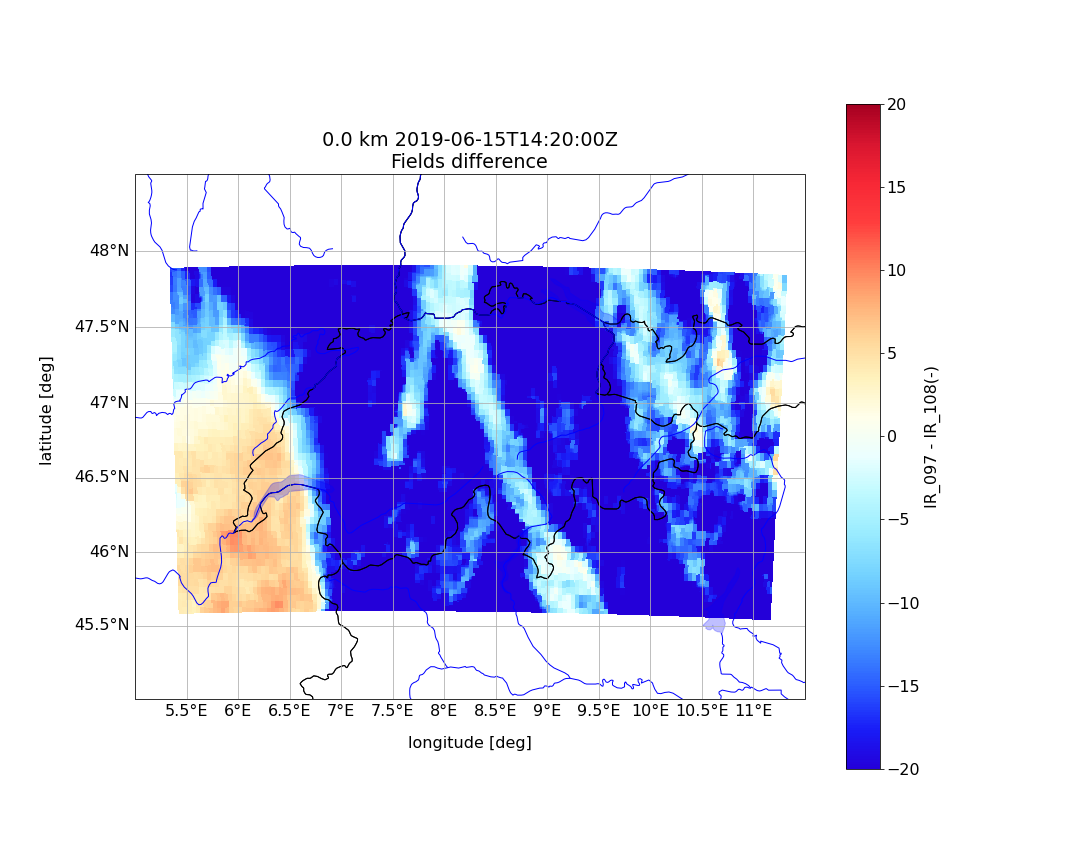 0.0 km 2019-06-15T14:20:00Z
Fields difference
48°N
47.5°N
47°N
46.5°N
46°N
45.5°N
latitude [deg]
5.5°E 6°E 6.5°E 7°E 7.5°E 8°E 8.5°E 9°E 9.5°E 10°E 10.5°E 11°E
longitude [deg]
20
15
10
5
0
−5
−10
−15
−20
IR_097 - IR_108(-)